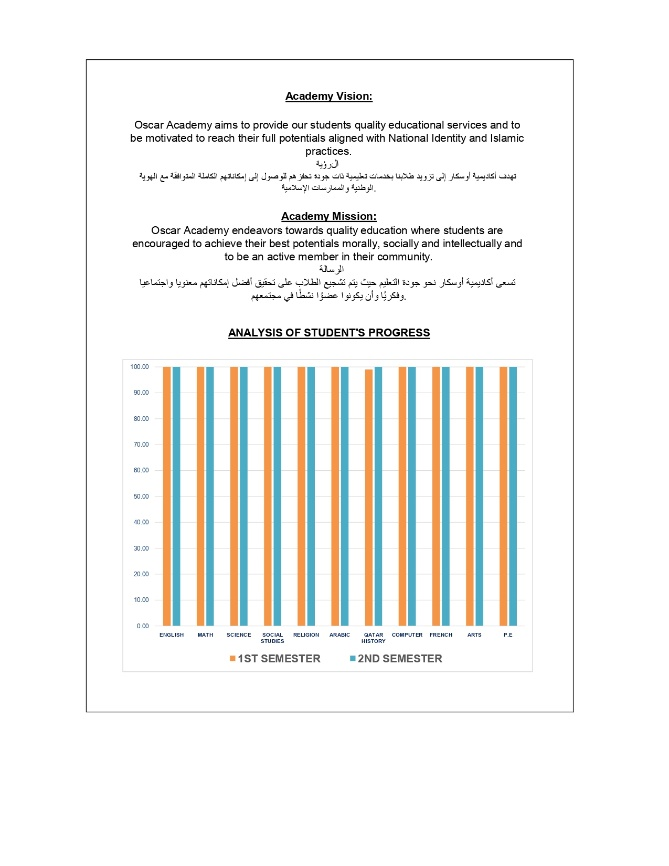 Academy Vision:
Oscar Academy aims to provide our students quality educational services and to
be motivated to reach their full potentials aligned with National Identity and Islamic
practices.
الرؤية
تهدف أكاديمية أوسكار إلى تزويد طلابنا بخدمات تعليمية ذات جودة تحفزهم للوصول إلى إمكاناتهم الكاملة المتوافقة مع الهوية
الوطنية والممارسات الإسلامية.
Academy Mission:
Oscar Academy endeavors towards quality education where students are
encouraged to achieve their best potentials morally, socially and intellectually and
to be an active member in their community.
الرسالة
تسعى أكاديمية أوسكار نحو جودة التعليم حيث يتم تشجيع الطلاب على تحقيق أفضل إمكاناتهم معنويا واجتماعيا
وفكريًا وأن يكونوا عضوًا نشطًا في مجتمعهم.
ANALYSIS OF STUDENT'S PROGRESS
100.00
90.00
80.00
70.00
60.00
50.00
40.00
30.00
20.00
10.00
0.00
ENGLISH MATH SCIENCE SOCIAL STUDIES RELIGION ARABIC QATAR HISTORY COMPUTER FRENCH ARTS P.E
1ST SEMESTER 2ND SEMESTER